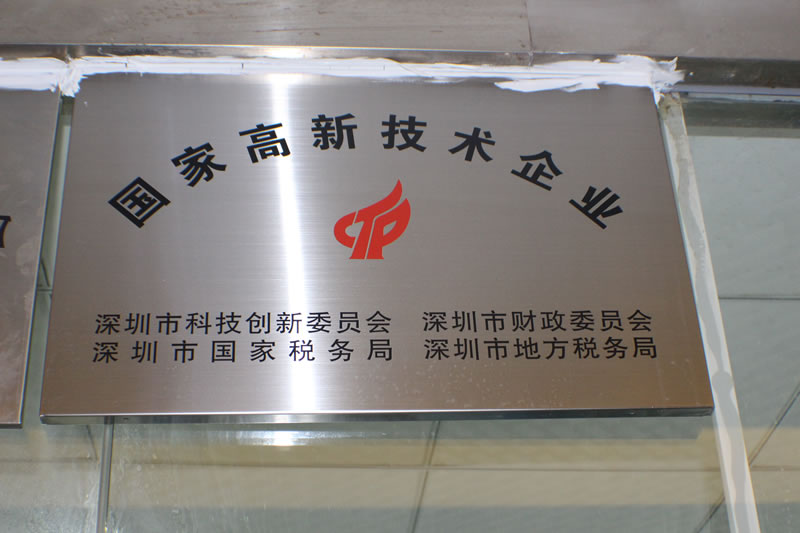 国家高新技术企业
深圳市科技创新委员会 深圳市财政委员会
深圳市国家税务局 深圳市地方税务局